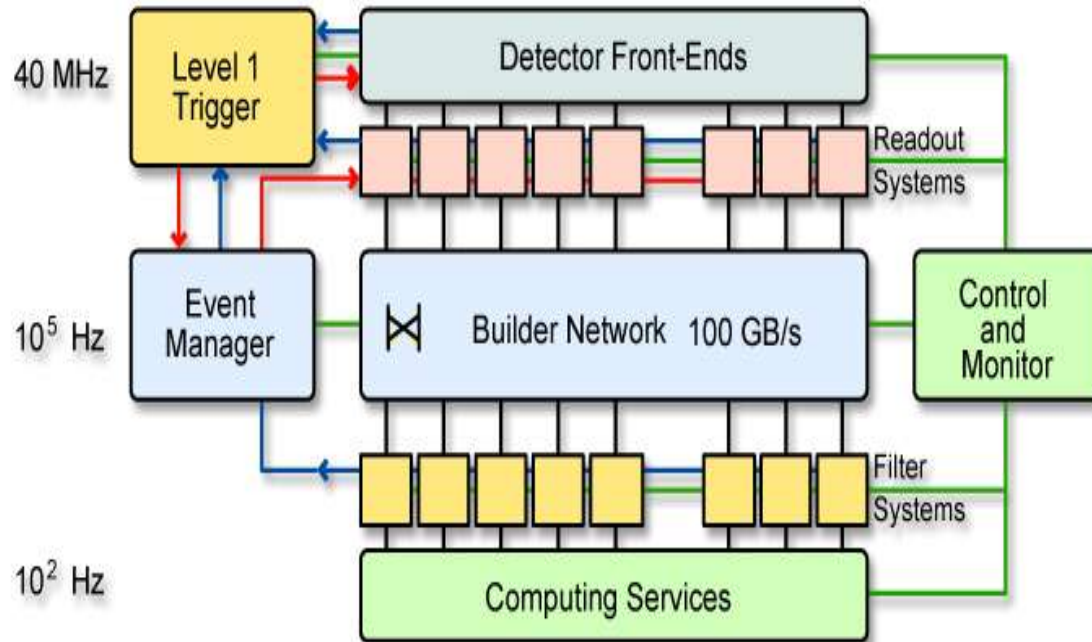 40 MHz
Level 1
Trigger
Detector Front-Ends
Readout
Systems
10⁵ Hz
Event
Manager
Builder Network 100 GB/s
Control
and
Monitor
Filter
Systems
10² Hz
Computing Services